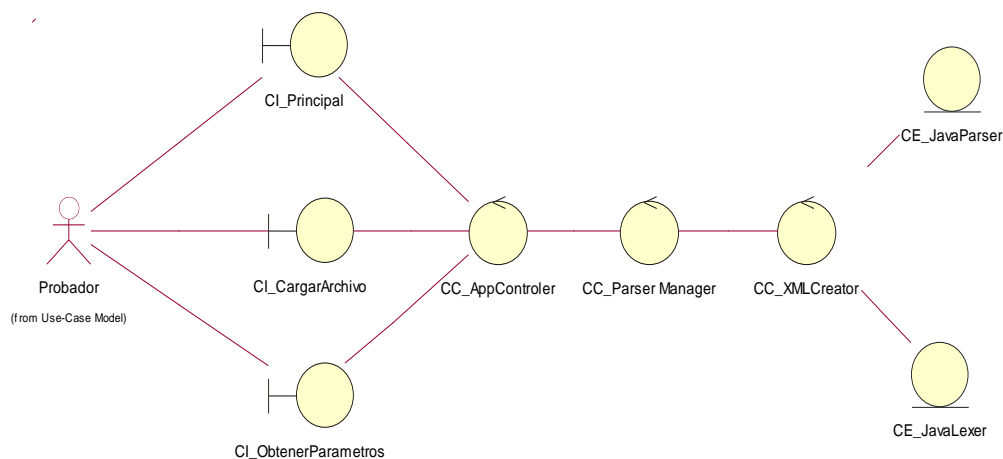 CI_Principal
CE_JavaParser
Probador
(from Use-Case Model)
CI_CargarArchivo
CC_AppControler
CC_Parser Manager
CC_XMLCreator
CI_ObtenerParametros
CE_JavaLexer